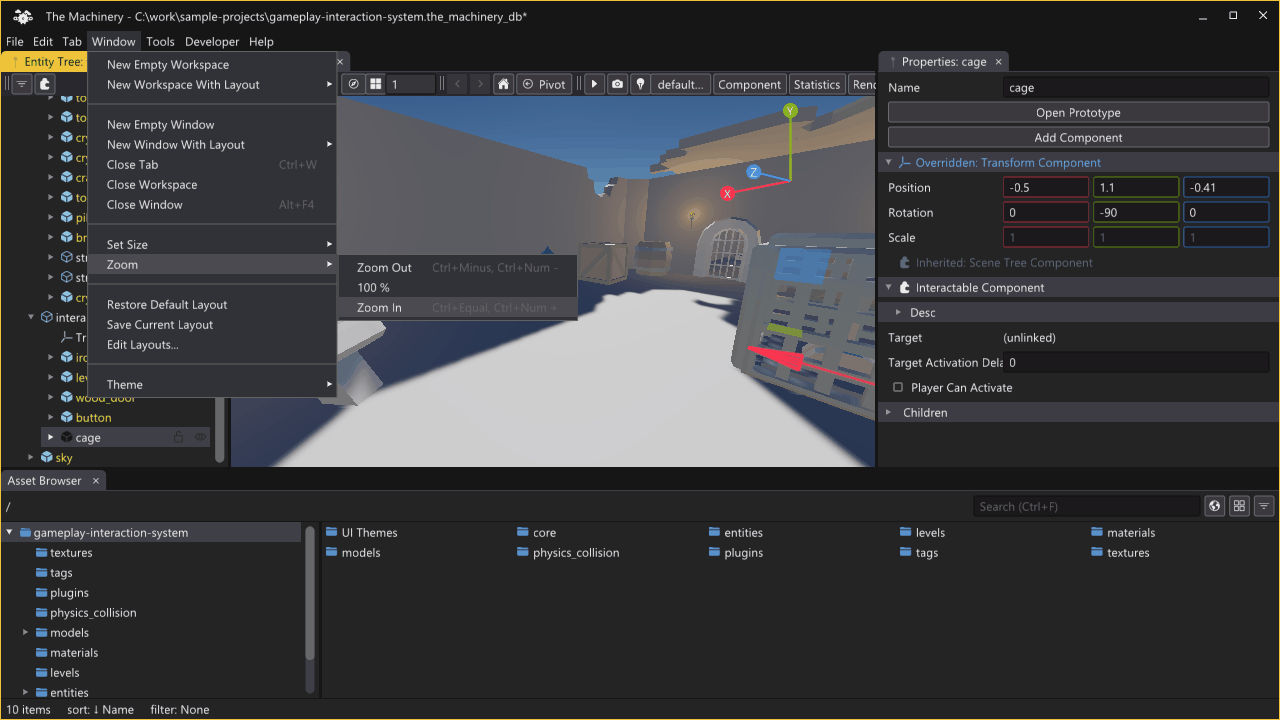 The Machinery - C:\work\sample-projects\gameplay-interaction-system.the_machinery_db*
File Edit Tab Window Tools Developer Help
Entity Tree:
New Empty Workspace
New Workspace With Layout
New Empty Window
New Window With Layout
Close Tab Ctrl+W
Close Workspace
Close Window Alt+F4
Set Size
Zoom
Restore Default Layout
Save Current Layout
Edit Layouts...
Theme
Zoom Out Ctrl+Minus, Ctrl+Num -
100 %
Zoom In Ctrl+Equal, Ctrl+Num +
1 Pivot default... Component Statistics Ren
Y
Z
X
to
to
cry
cry
cra
to
pil
br
str
str
cry
intera
Tr
iro
lev
wood_door
button
cage
sky
Properties: cage
Name cage
Open Prototype
Add Component
Overridden: Transform Component
Position -0.5 1.1 -0.41
Rotation 0 -90 0
Scale 1 1 1
Inherited: Scene Tree Component
Interactable Component
Desc
Target (unlinked)
Target Activation Dela 0
Player Can Activate
Children
Asset Browser
/ Search (Ctrl+F)
gameplay-interaction-system
textures
tags
plugins
physics_collision
models
materials
levels
entities
UI Themes core entities levels materials
models physics_collision plugins tags textures
10 items sort: ↓ Name filter: None